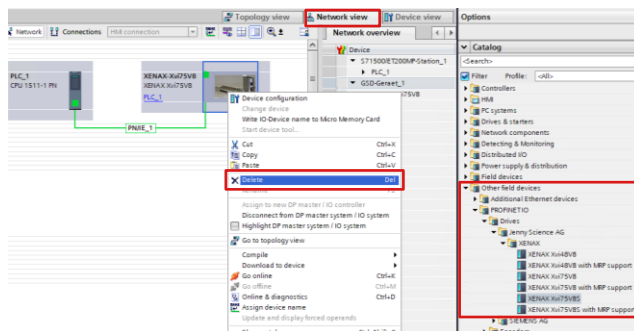 Topology view
Network view
Device view
Options
Network
Connections
HMI connection
Network overview
Device
S71500/ET200MP-Station_1
PLC_1
GSD-Geraet_1
PLC_1
CPU 1511-1 PN
XENAX-Xvi75V8
XENAX Xvi75V8
PLC_1
PN/IE_1
Device configuration
Change device
Write IO-Device name to Micro Memory Card
Start device tool...
Cut Ctrl+X
Copy Ctrl+C
Paste Ctrl+V
Delete Del
Assign to new DP master / IO controller
Disconnect from DP master system / IO system
Highlight DP master system / IO system
Go to topology view
Compile
Download to device
Go online Ctrl+K
Go offline Ctrl+M
Online & diagnostics Ctrl+D
Assign device name
Update and display forced operands
Catalog
<Search>
Filter Profile: <All>
Controllers
HMI
PC systems
Drives & starters
Network components
Detecting & Monitoring
Distributed I/O
Power supply & distribution
Field devices
Other field devices
Additional Ethernet devices
PROFINET IO
Drives
Jenny Science AG
XENAX
XENAX Xvi48V8
XENAX Xvi48V8 with MRP support
XENAX Xvi75V8
XENAX Xvi75V8 with MRP support
XENAX Xvi75V8S
XENAX Xvi75V8S with MRP support
SIEMENS AG